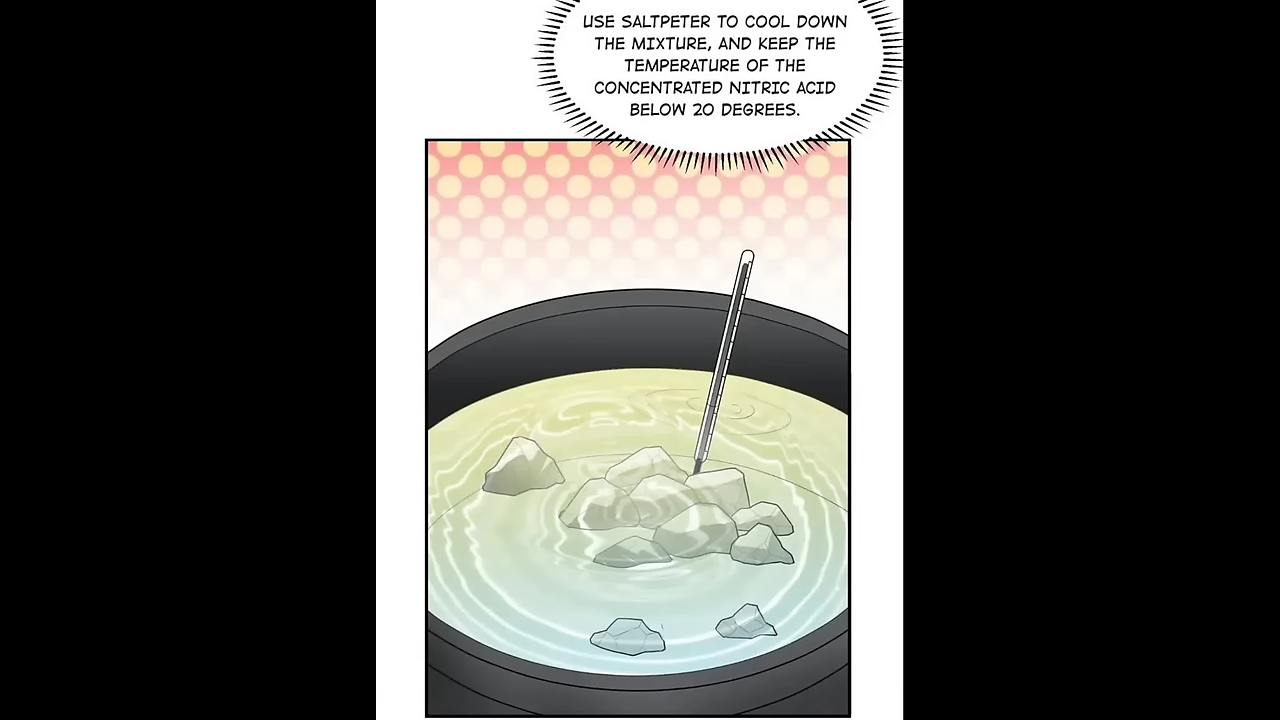 USE SALTPETER TO COOL DOWN
THE MIXTURE, AND KEEP THE
TEMPERATURE OF THE
CONCENTRATED NITRIC ACID
BELOW 20 DEGREES.